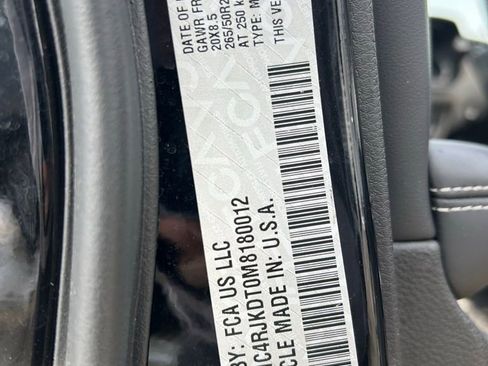 DATE OF
GAWR FR
20X8.5
265/50R2
AT 250 k
TYPE: M
THIS VE
FCA
BY: FCA US LLC
1C4RJKDT0M8180012
CLE MADE IN: U.S.A.